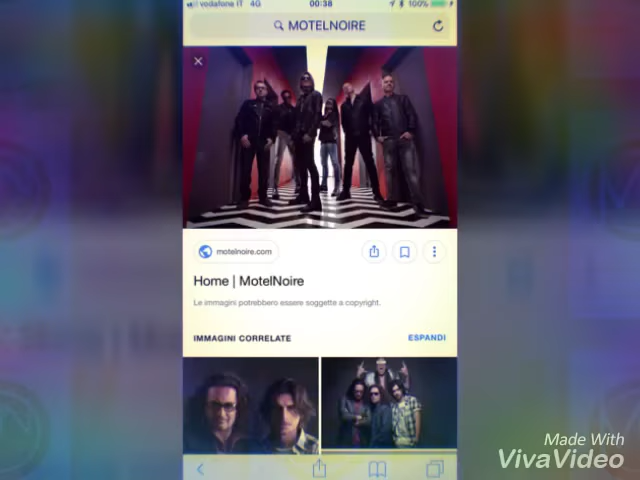 vodafone IT 4G 00:38 100%
MOTELNOIRE
motelnoire.com
Home | MotelNoire
Le immagini potrebbero essere soggette a copyright.
IMMAGINI CORRELATE ESPANDI
Made With
VivaVideo